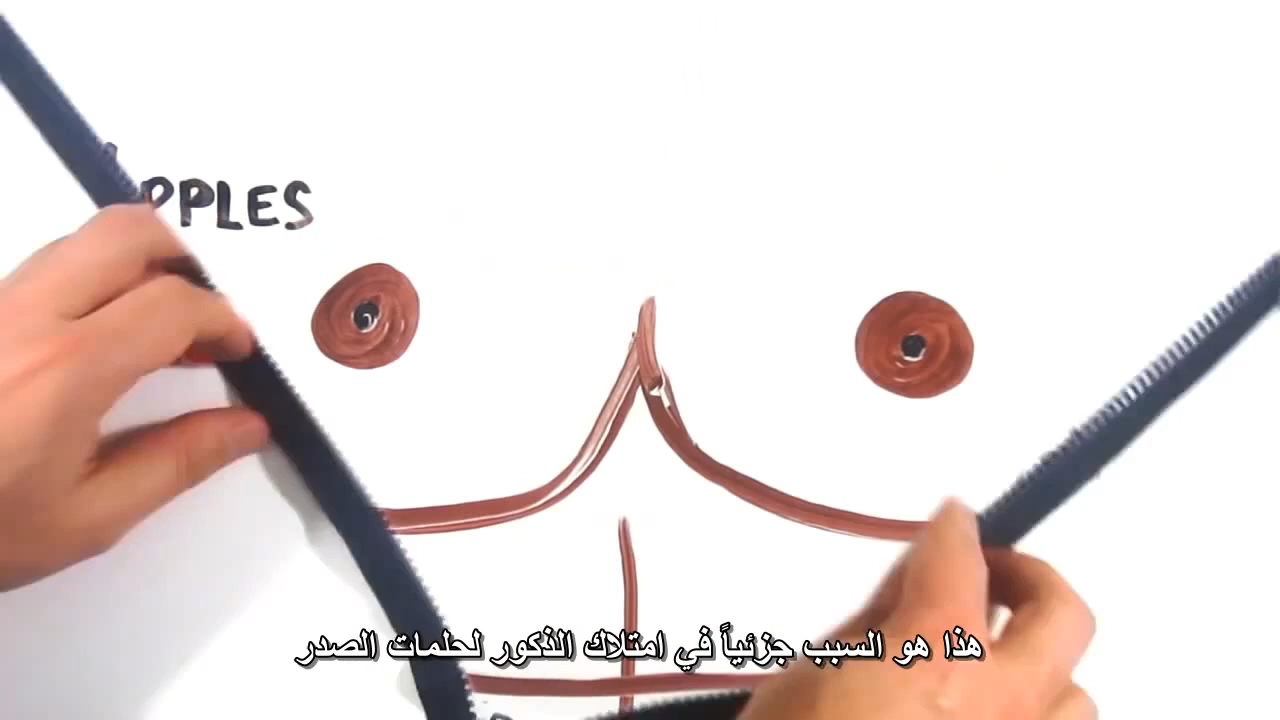 PPLES
هذا هو السبب جزئياً في امتلاك الذكور لحلمات الصدر